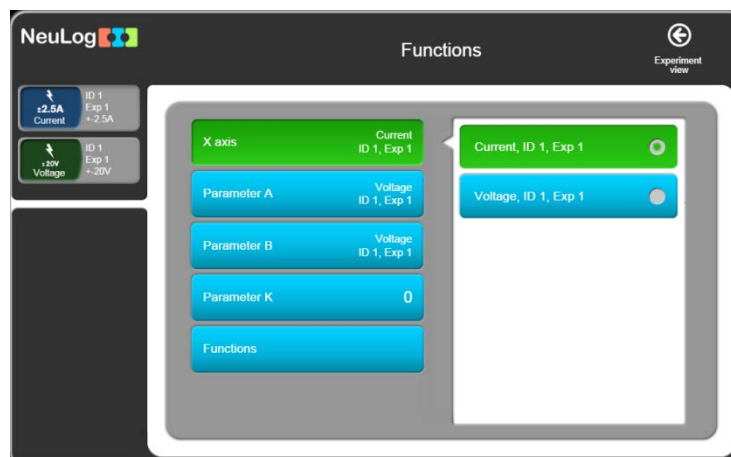 NeuLog
Functions
Experiment
view
±2.5A
Current
ID 1
Exp 1
+-2.5A
±20V
Voltage
ID 1
Exp 1
+-20V
X axis
Current
ID 1, Exp 1
Parameter A
Voltage
ID 1, Exp 1
Parameter B
Voltage
ID 1, Exp 1
Parameter K
0
Functions
Current, ID 1, Exp 1
Voltage, ID 1, Exp 1